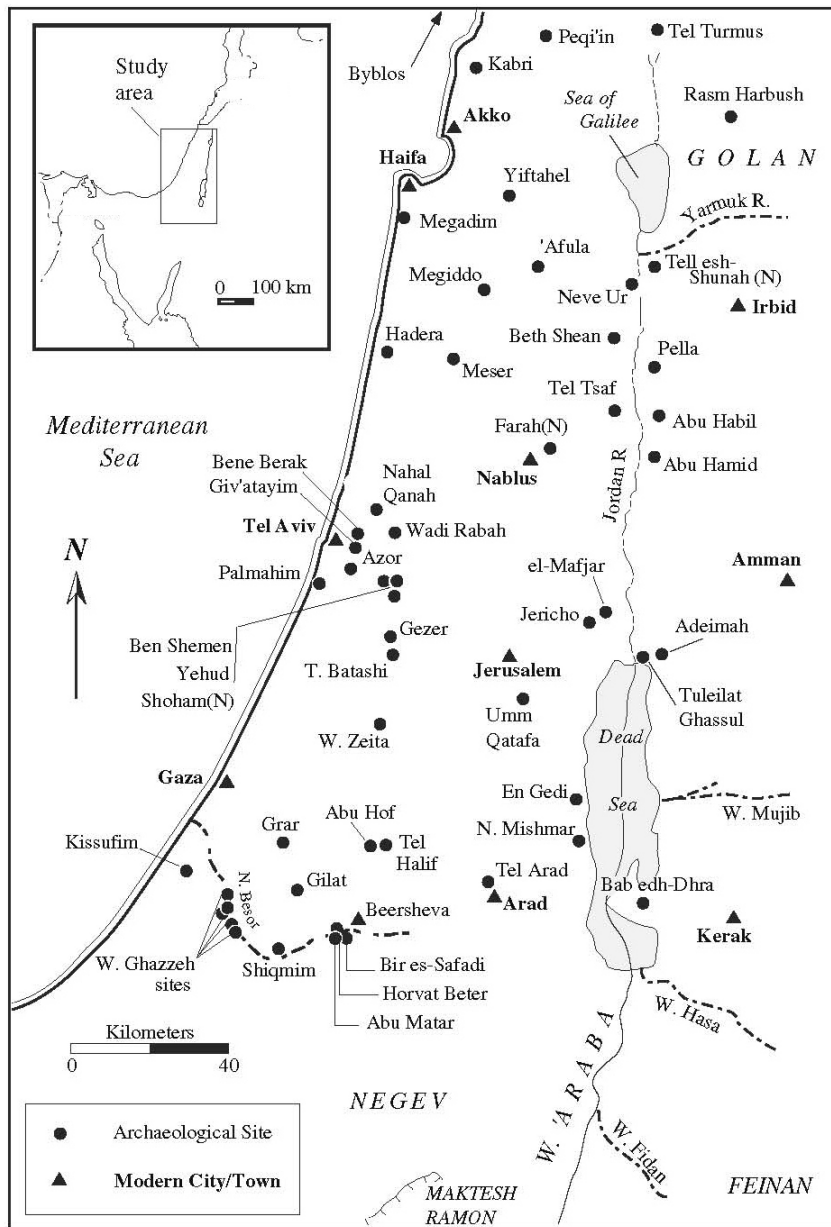 Study
area
0 100 km
Byblos
Peqi'in
Tel Turmus
Kabri
Akko
Sea of
Galilee
Rasm Harbush
GOLAN
Haifa
Yiftahel
Yarmuk R.
Megadim
'Afula
Tell esh-
Shunah (N)
Megiddo
Neve Ur
Irbid
Hadera
Beth Shean
Meser
Pella
Mediterranean
Sea
Tel Tsaf
Abu Habil
Farah(N)
Bene Berak
Giv'atayim
Nahal
Qanah
Nablus
Abu Hamid
Jordan R
Tel Aviv
Wadi Rabah
N
Azor
Palmahim
el-Mafjar
Amman
Jericho
Ben Shemen
Yehud
Shoham(N)
Gezer
Adeimah
T. Batashi
Jerusalem
Tuleilat
Ghassul
Umm
Qatafa
Dead
Sea
W. Zeita
Gaza
En Gedi
W. Mujib
Kissufim
Grar
Abu Hof
Tel
Halif
N. Mishmar
Gilat
Tel Arad
Bab edh-Dhra
N. Besor
Beersheva
Arad
Kerak
W. Ghazzeh
sites
Shiqmim
Bir es-Safadi
Horvat Beter
Abu Matar
W. Hasa
Kilometers
0 40
W. 'ARABA
NEGEV
Archaeological Site
Modern City/Town
W. Fidan
MAKTESH
RAMON
FEINAN